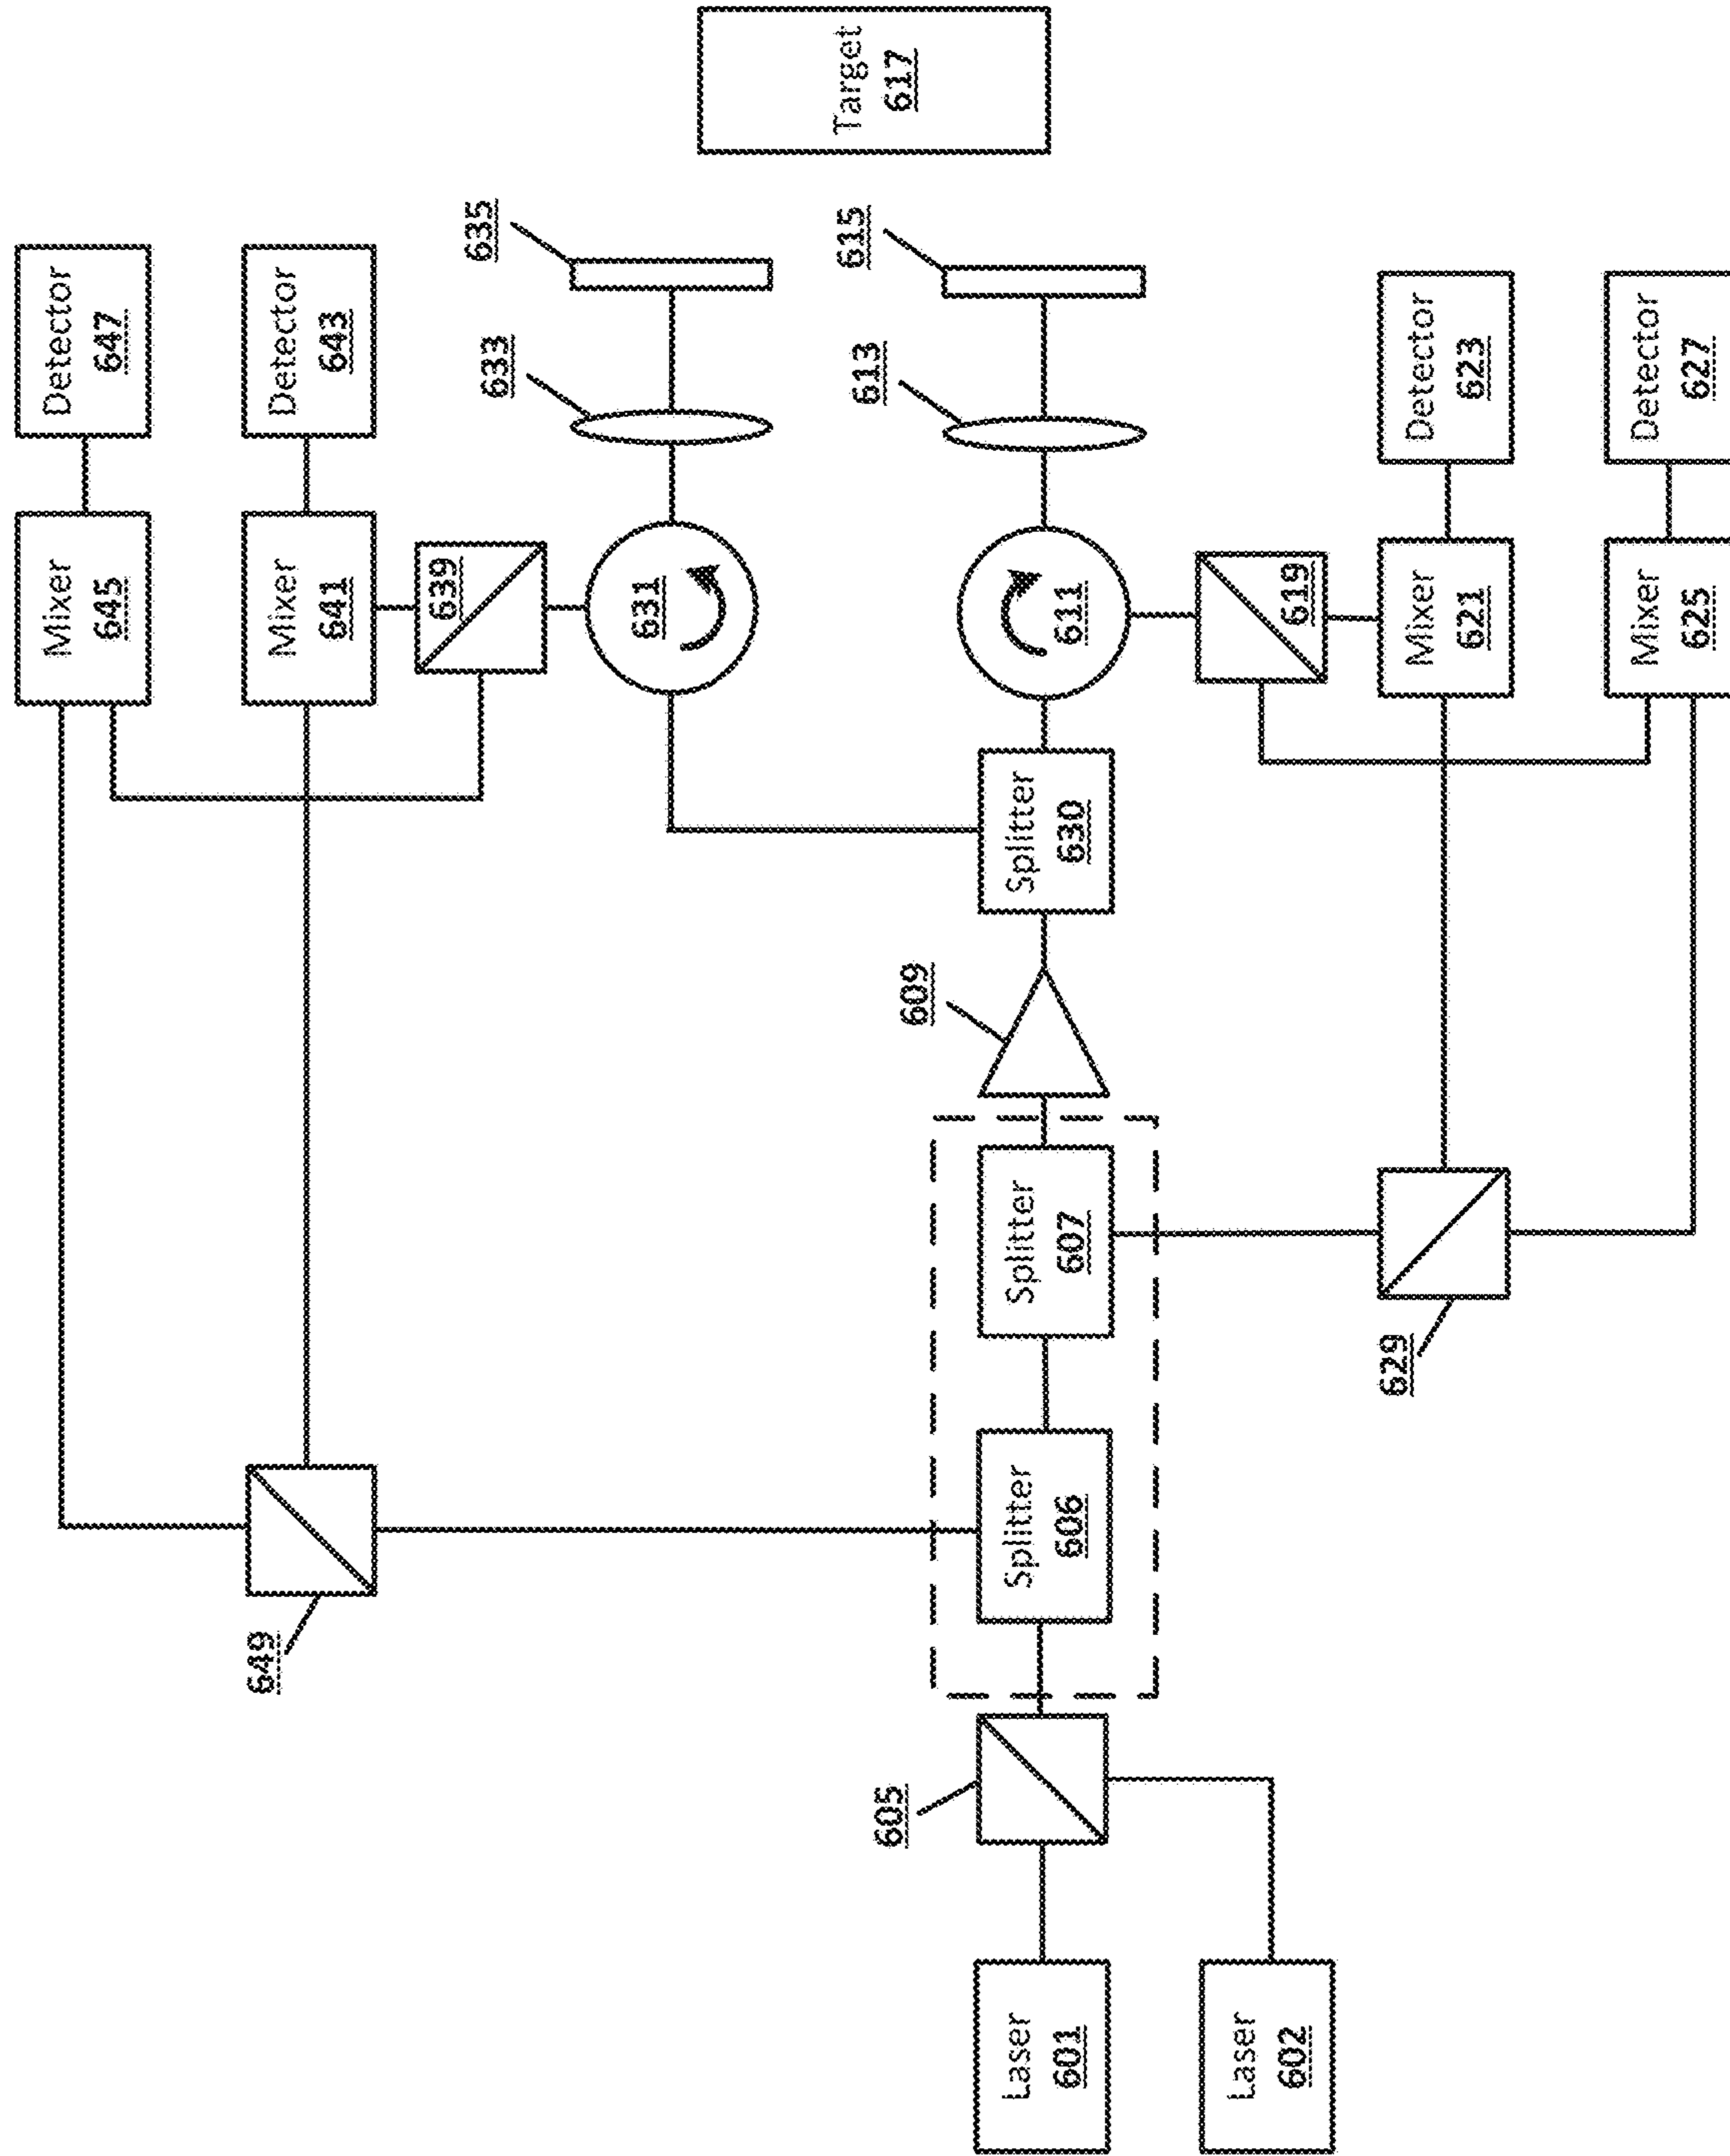 Mixer
645
Detector
647
Mixer
641
Detector
643
649
639
631
633
635
Target
617
605
Laser
601
Laser
602
Splitter
606
Splitter
607
609
Splitter
630
611
613
615
629
619
Mixer
621
Detector
623
Mixer
625
Detector
627